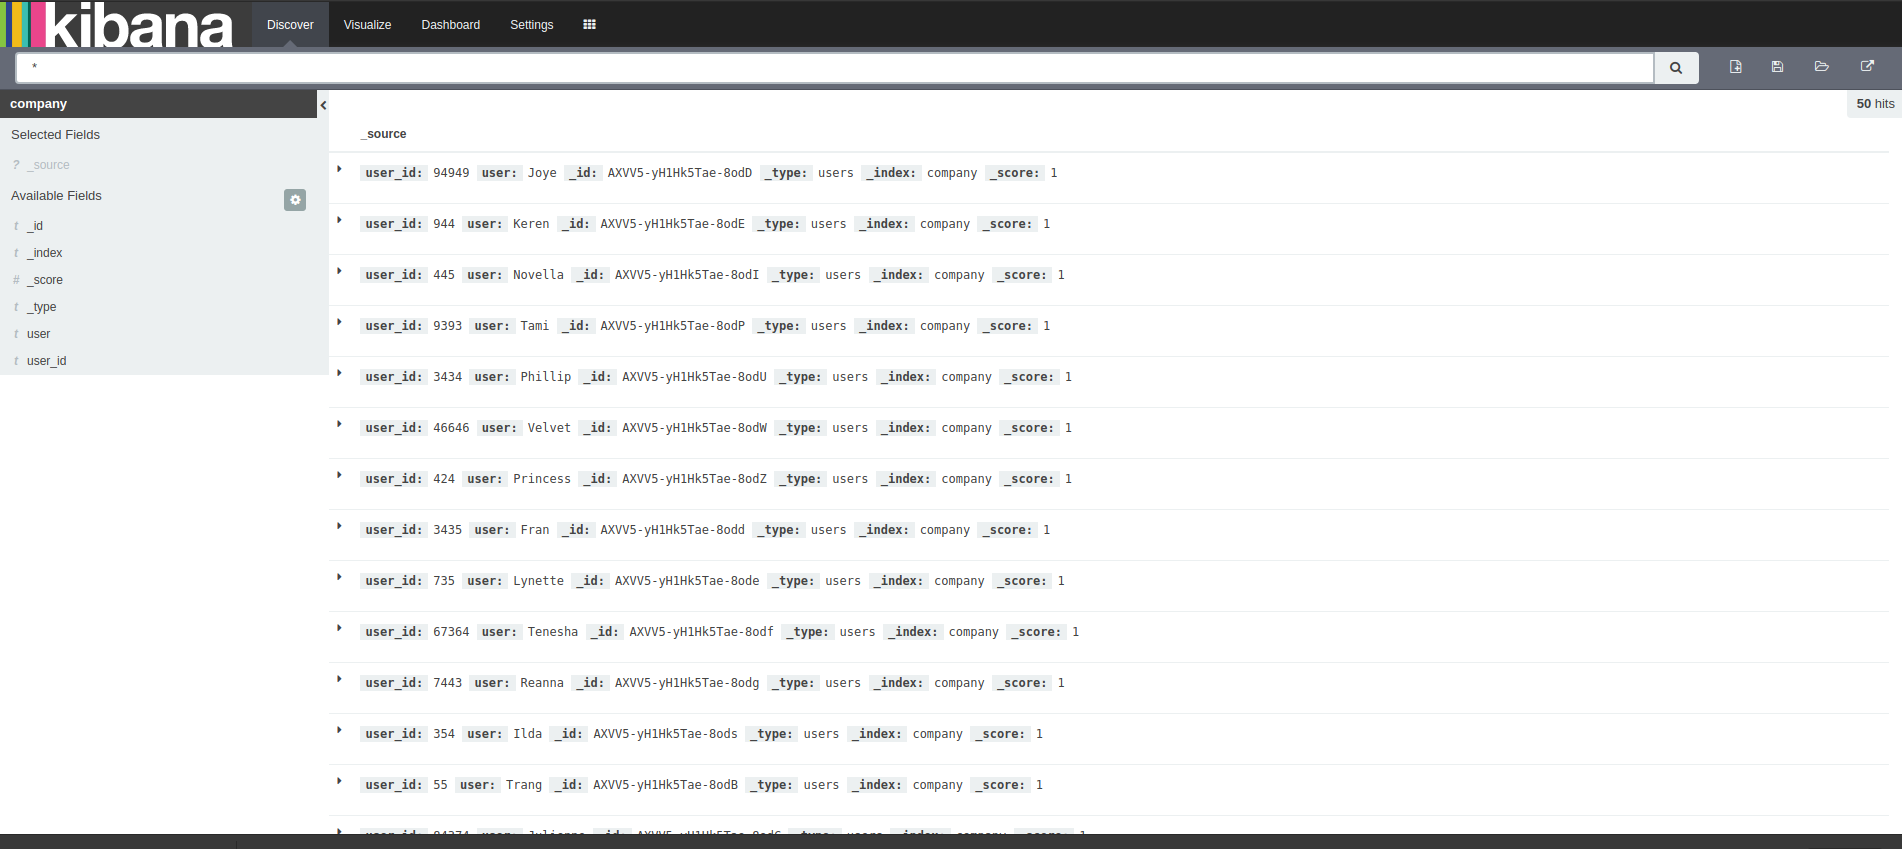 kibana Discover Visualize Dashboard Settings
*
company
50 hits
Selected Fields
? _source
Available Fields
t _id
t _index
# _score
t _type
t user
t user_id
_source
user_id: 94949 user: Joye _id: AXVV5-yH1Hk5Tae-8odD _type: users _index: company _score: 1
user_id: 944 user: Keren _id: AXVV5-yH1Hk5Tae-8odE _type: users _index: company _score: 1
user_id: 445 user: Novella _id: AXVV5-yH1Hk5Tae-8odI _type: users _index: company _score: 1
user_id: 9393 user: Tami _id: AXVV5-yH1Hk5Tae-8odP _type: users _index: company _score: 1
user_id: 3434 user: Phillip _id: AXVV5-yH1Hk5Tae-8odU _type: users _index: company _score: 1
user_id: 46646 user: Velvet _id: AXVV5-yH1Hk5Tae-8odW _type: users _index: company _score: 1
user_id: 424 user: Princess _id: AXVV5-yH1Hk5Tae-8odZ _type: users _index: company _score: 1
user_id: 3435 user: Fran _id: AXVV5-yH1Hk5Tae-8odd _type: users _index: company _score: 1
user_id: 735 user: Lynette _id: AXVV5-yH1Hk5Tae-8ode _type: users _index: company _score: 1
user_id: 67364 user: Tenesha _id: AXVV5-yH1Hk5Tae-8odf _type: users _index: company _score: 1
user_id: 7443 user: Reanna _id: AXVV5-yH1Hk5Tae-8odg _type: users _index: company _score: 1
user_id: 354 user: Ilda _id: AXVV5-yH1Hk5Tae-8ods _type: users _index: company _score: 1
user_id: 55 user: Trang _id: AXVV5-yH1Hk5Tae-8odB _type: users _index: company _score: 1
user_id: user: _id: _type: users _index: company _score: 1